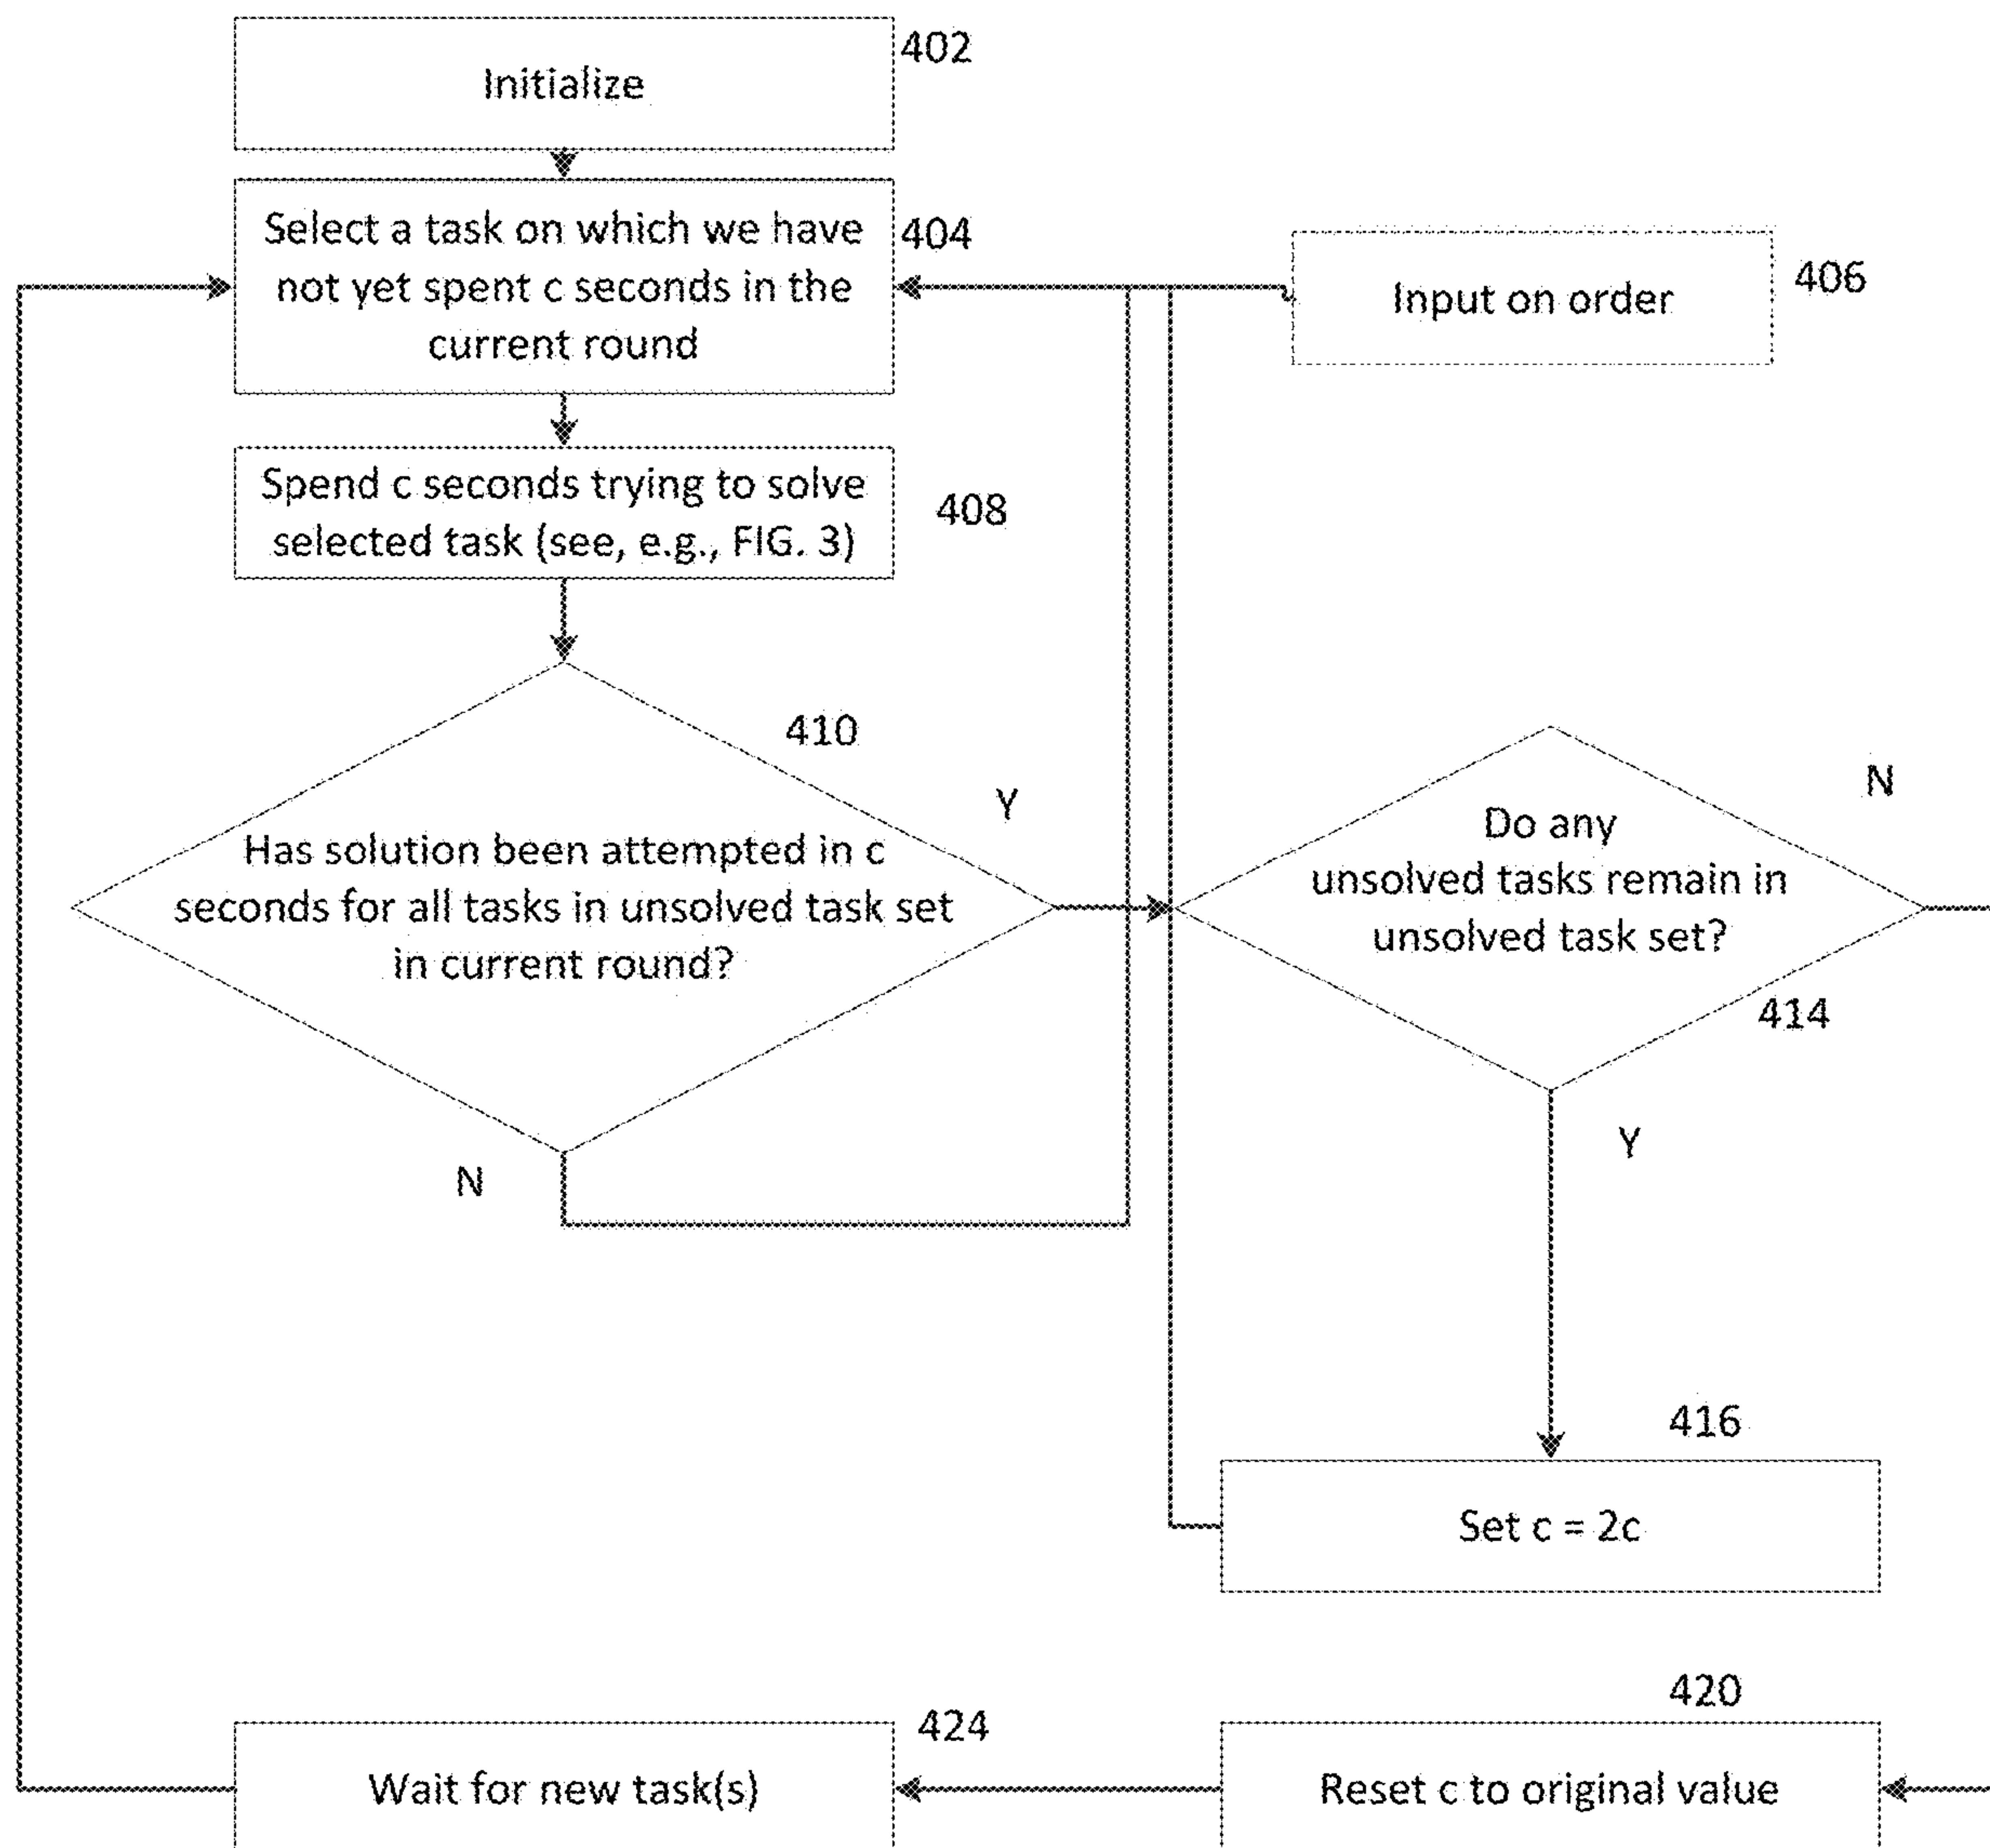 402
Initialize
Select a task on which we have
not yet spent c seconds in the
current round
404
Input on order
406
Spend c seconds trying to solve
selected task (see, e.g., FIG. 3)
408
410
Y
Has solution been attempted in c
seconds for all tasks in unsolved task set
in current round?
N
N
Do any
unsolved tasks remain in
unsolved task set?
414
Y
416
Set c = 2c
420
Reset c to original value
424
Wait for new task(s)